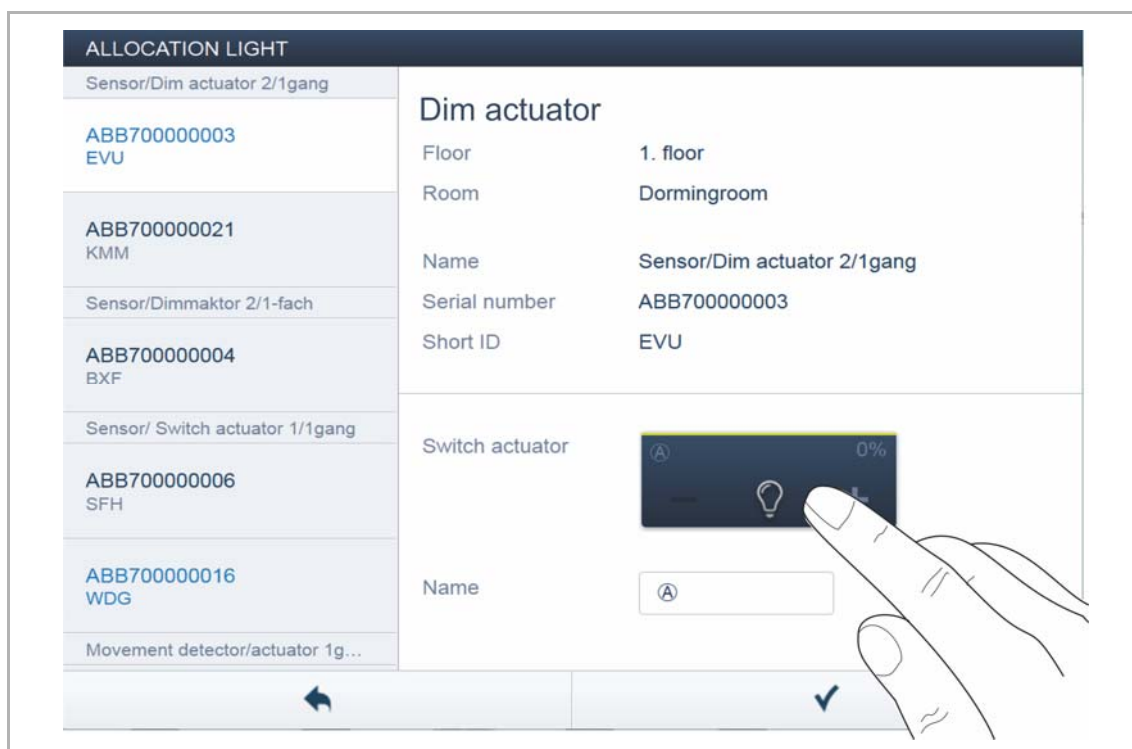 ALLOCATION LIGHT
Sensor/Dim actuator 2/1gang
ABB700000003
EVU
ABB700000021
KMM
Sensor/Dimmaktor 2/1-fach
ABB700000004
BXF
Sensor/ Switch actuator 1/1gang
ABB700000006
SFH
ABB700000016
WDG
Movement detector/actuator 1g...
Dim actuator
Floor 1. floor
Room Dormingroom
Name Sensor/Dim actuator 2/1gang
Serial number ABB700000003
Short ID EVU
Switch actuator Ⓐ 0%
− +
Name Ⓐ